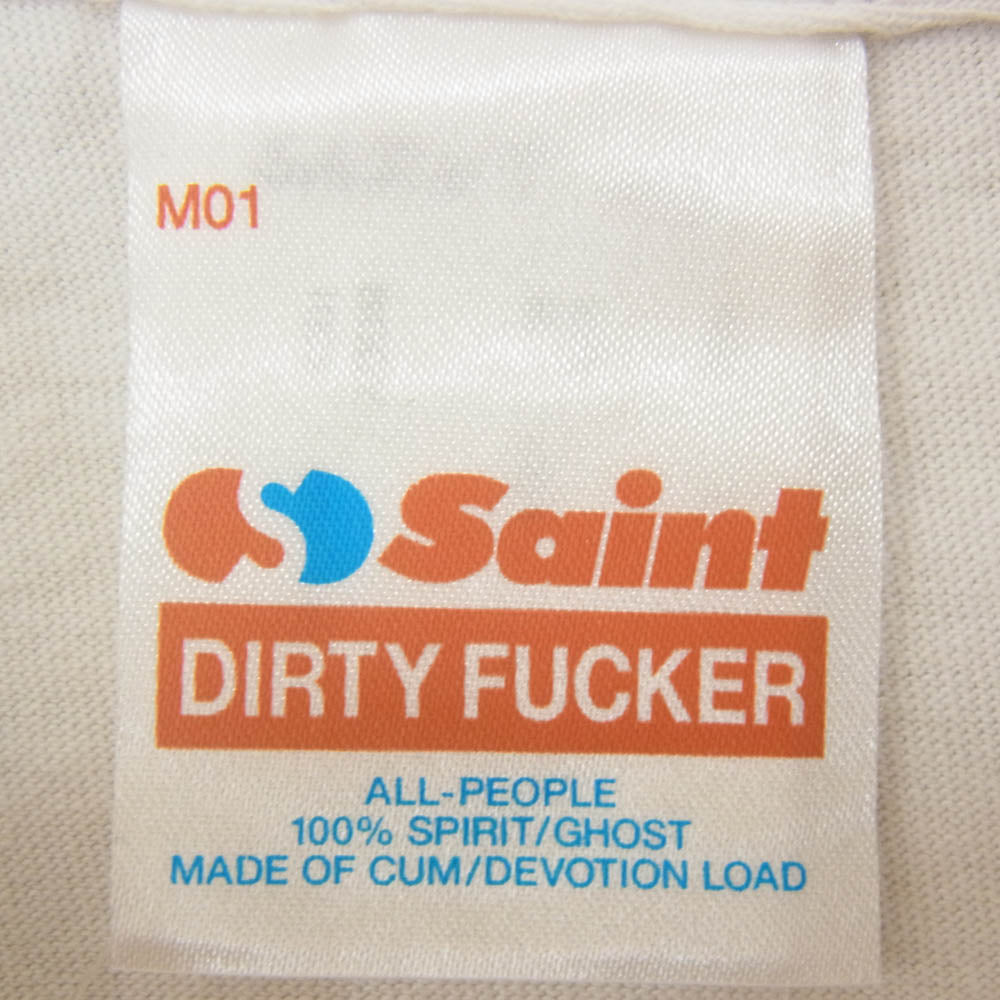 M01
Saint
DIRTY FUCKER
ALL-PEOPLE
100% SPIRIT/GHOST
MADE OF CUM/DEVOTION LOAD